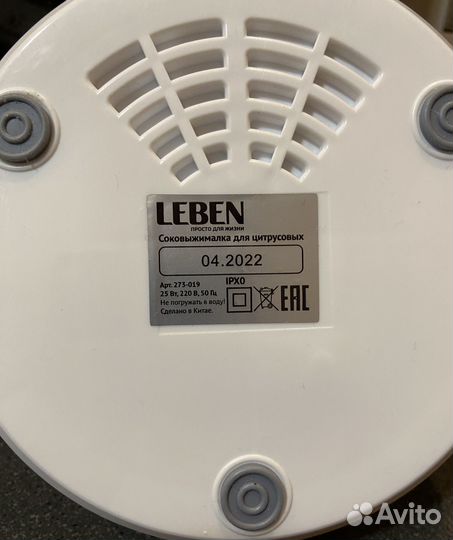 LEBEN
ПРОСТО ДЛЯ ЖИЗНИ
Соковыжималка для цитрусовых
04.2022
Арт. 273-019
IPX0
25 Вт, 220 В, 50 Гц
Не погружать в воду!
Сделано в Китае.
EAC
Avito